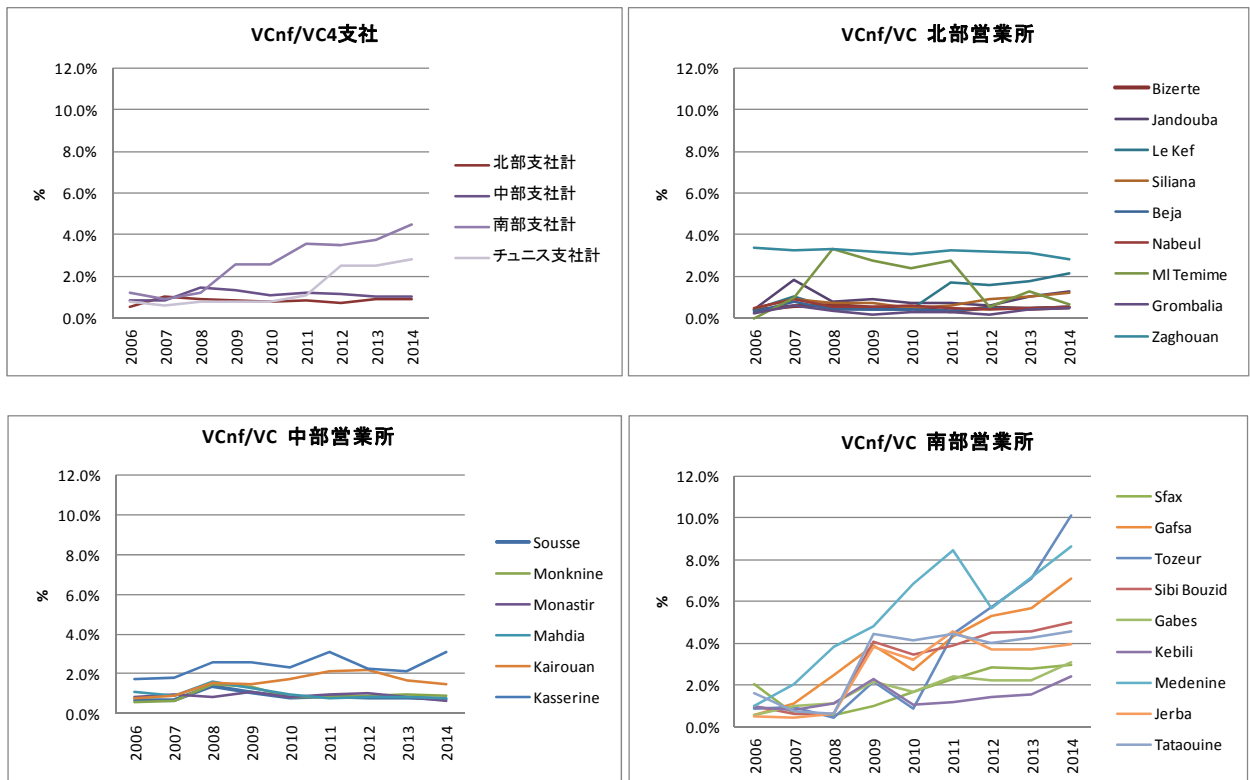 VCnf/VC4支社
12.0%
10.0%
8.0%
6.0%
4.0%
2.0%
0.0%
%
2006
2007
2008
2009
2010
2011
2012
2013
2014
北部支社計
中部支社計
南部支社計
チュニス支社計
VCnf/VC 北部営業所
12.0%
10.0%
8.0%
6.0%
4.0%
2.0%
0.0%
%
2006
2007
2008
2009
2010
2011
2012
2013
2014
Bizerte
Jandouba
Le Kef
Siliana
Beja
Nabeul
Ml Temime
Grombalia
Zaghouan
VCnf/VC 中部営業所
12.0%
10.0%
8.0%
6.0%
4.0%
2.0%
0.0%
%
2006
2007
2008
2009
2010
2011
2012
2013
2014
Sousse
Monknine
Monastir
Mahdia
Kairouan
Kasserine
VCnf/VC 南部営業所
12.0%
10.0%
8.0%
6.0%
4.0%
2.0%
0.0%
%
2006
2007
2008
2009
2010
2011
2012
2013
2014
Sfax
Gafsa
Tozeur
Sibi Bouzid
Gabes
Kebili
Medenine
Jerba
Tataouine